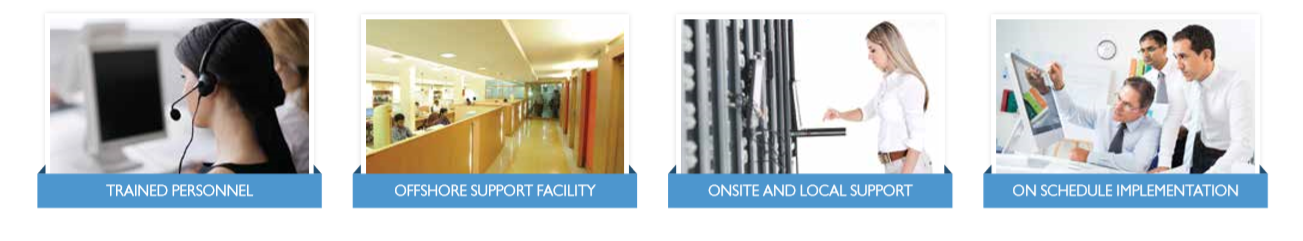 TRAINED PERSONNEL
OFFSHORE SUPPORT FACILITY
ONSITE AND LOCAL SUPPORT
ON SCHEDULE IMPLEMENTATION